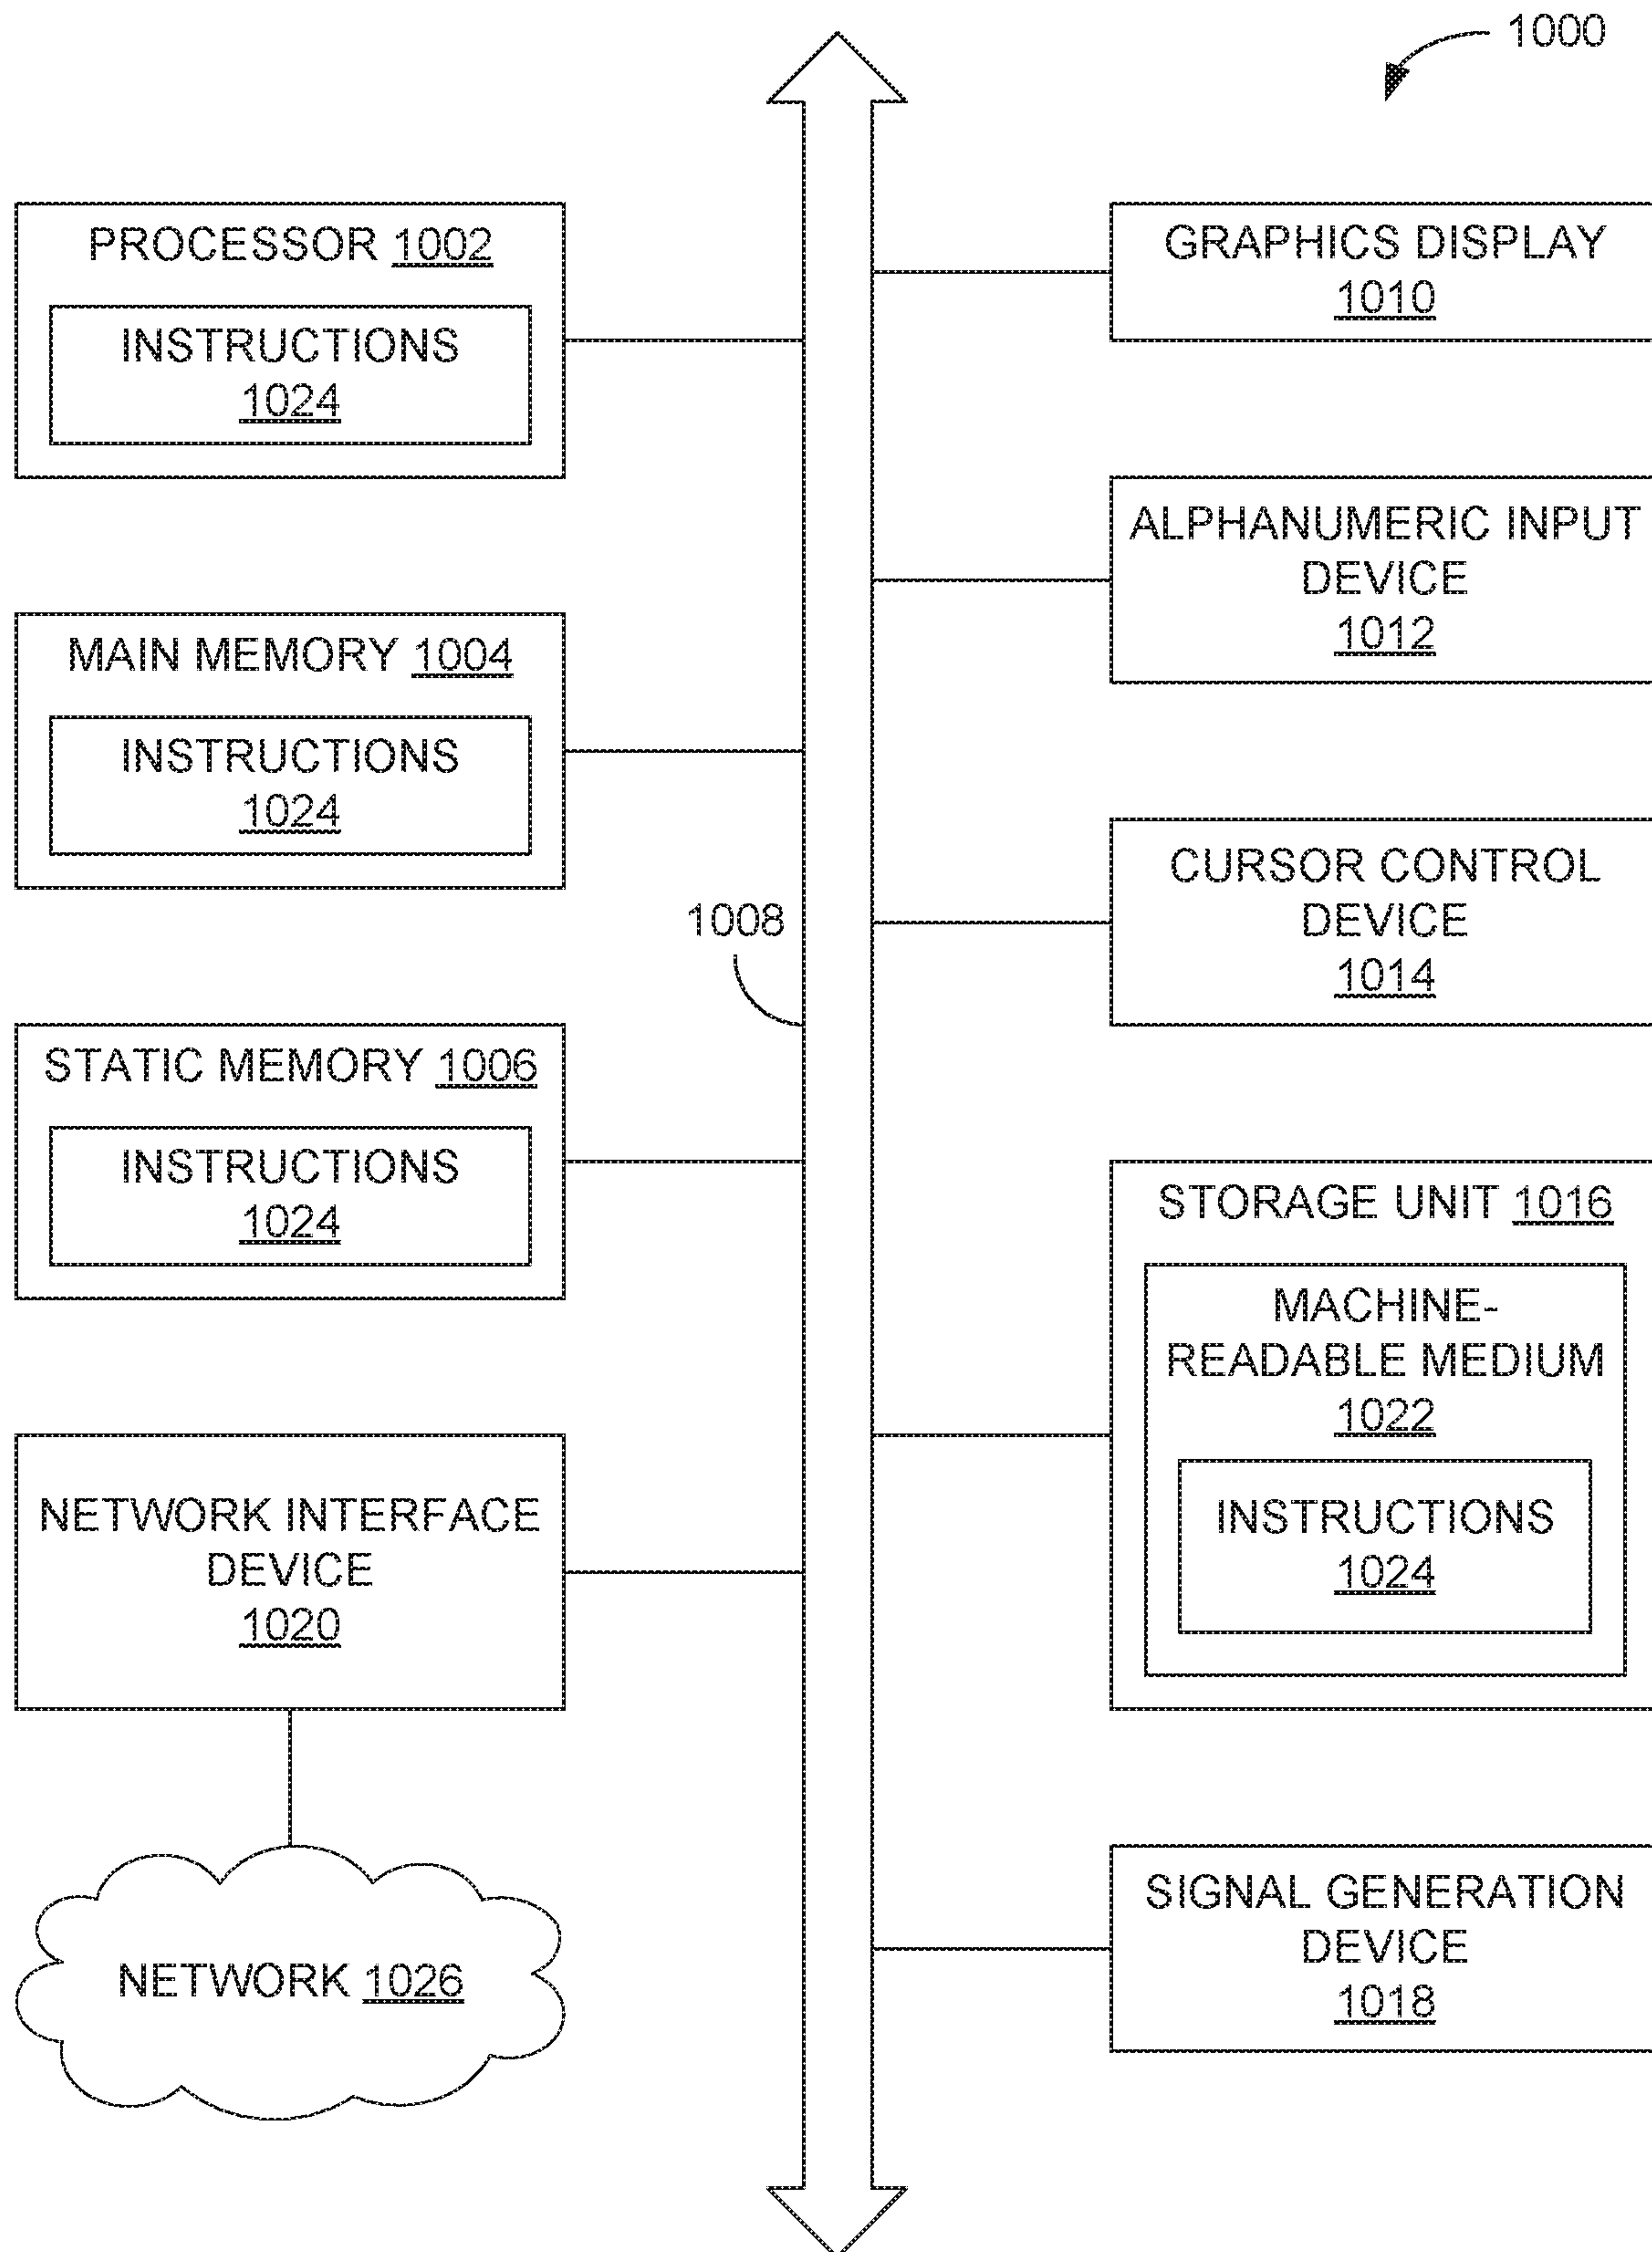 1000
PROCESSOR 1002
INSTRUCTIONS
1024
MAIN MEMORY 1004
INSTRUCTIONS
1024
1008
STATIC MEMORY 1006
INSTRUCTIONS
1024
NETWORK INTERFACE
DEVICE
1020
NETWORK 1026
GRAPHICS DISPLAY
1010
ALPHANUMERIC INPUT
DEVICE
1012
CURSOR CONTROL
DEVICE
1014
STORAGE UNIT 1016
MACHINE-
READABLE MEDIUM
1022
INSTRUCTIONS
1024
SIGNAL GENERATION
DEVICE
1018